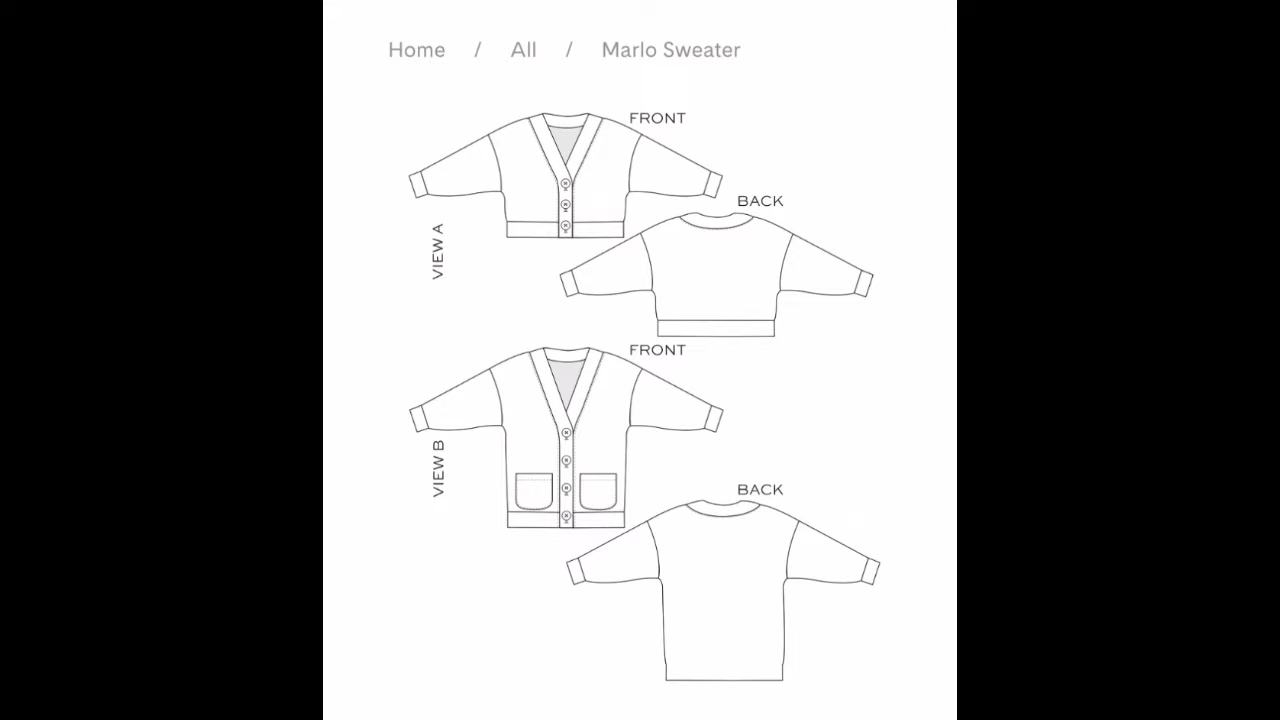 Home / All / Marlo Sweater
FRONT
BACK
VIEW A
FRONT
VIEW B
BACK